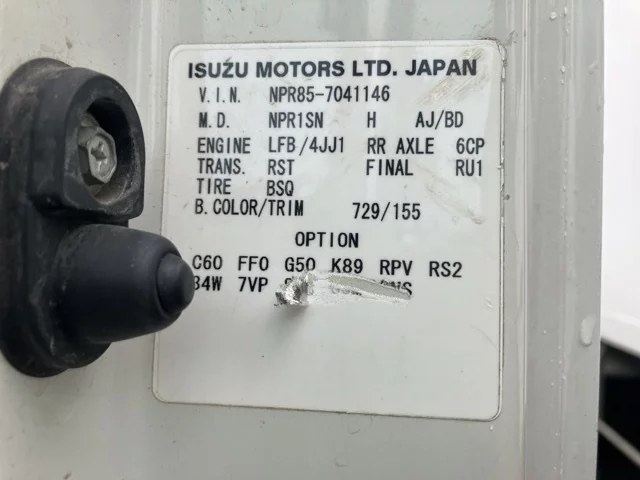 ISUZU MOTORS LTD. JAPAN
V.I.N. NPR85-7041146
M.D. NPR1SN H AJ/BD
ENGINE LFB/4JJ1 RR AXLE 6CP
TRANS. RST FINAL RU1
TIRE BSQ
B.COLOR/TRIM 729/155
OPTION
C60 FF0 G50 K89 RPV RS2
7VP